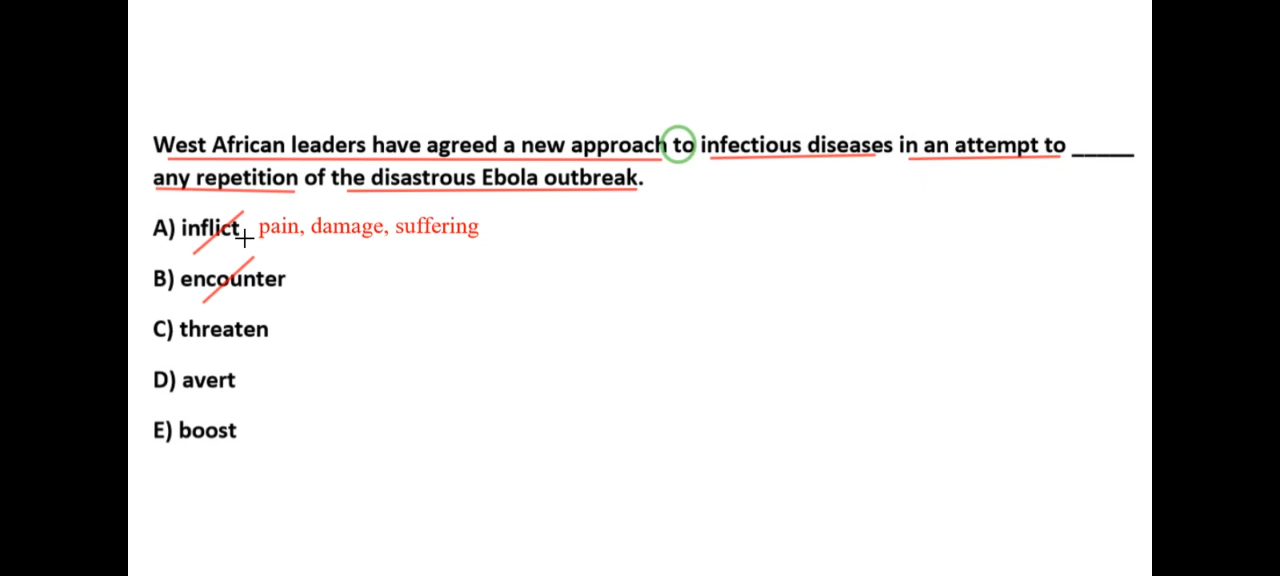 West African leaders have agreed a new approach to infectious diseases in an attempt to _____
any repetition of the disastrous Ebola outbreak.
A) inflict pain, damage, suffering
B) encounter
C) threaten
D) avert
E) boost